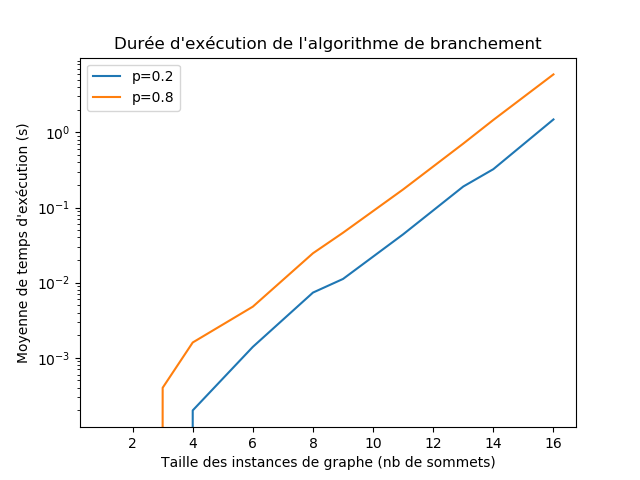 Durée d'exécution de l'algorithme de branchement
p=0.2
p=0.8
Moyenne de temps d'exécution (s)
10⁰
10⁻¹
10⁻²
10⁻³
2 4 6 8 10 12 14 16
Taille des instances de graphe (nb de sommets)